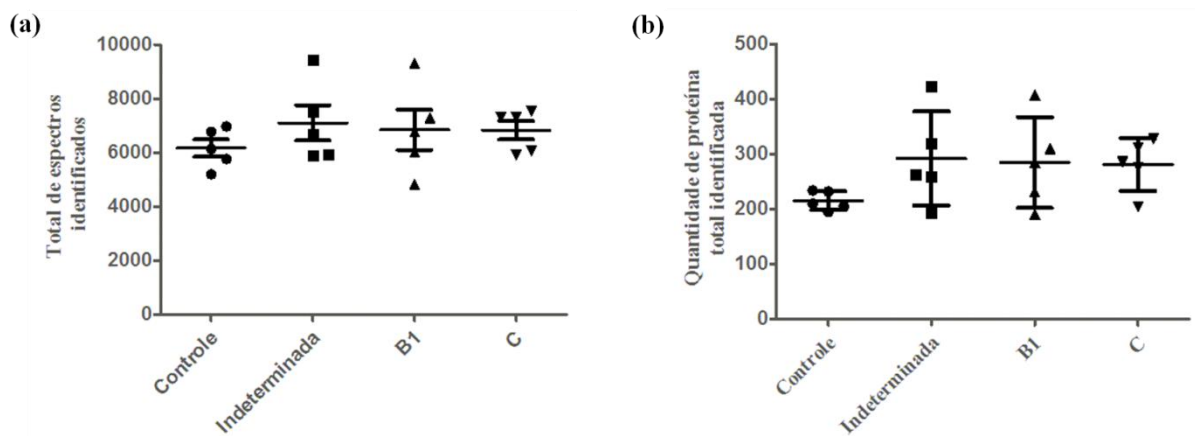 (a)
Total de espectros
identificados
10000
8000
6000
4000
2000
0
Controle
Indeterminada
B1
C
(b)
Quantidade de proteína
total identificada
500
400
300
200
100
0
Controle
Indeterminada
B1
C